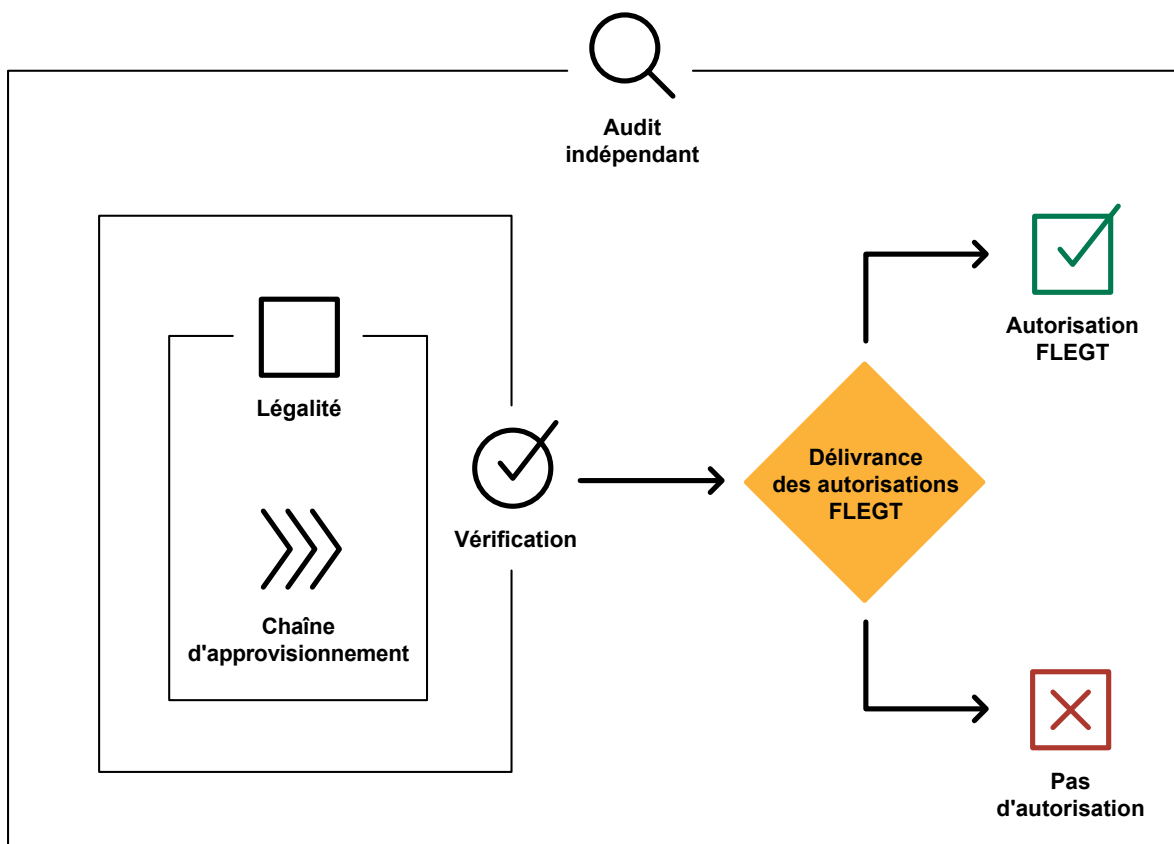 Audit
indépendant
Légalité
Chaîne
d'approvisionnement
Vérification
Délivrance
des autorisations
FLEGT
Autorisation
FLEGT
Pas
d'autorisation